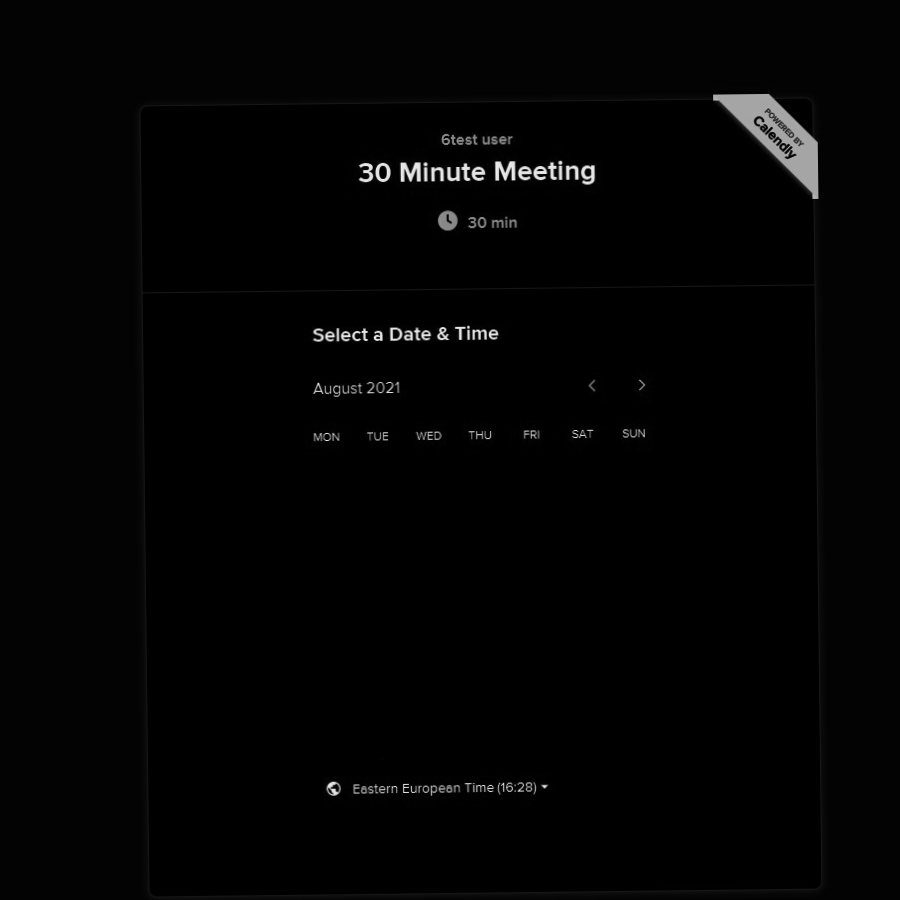 POWERED BY
Calendly
6test user
30 Minute Meeting
30 min
Select a Date & Time
August 2021
MON TUE WED THU FRI SAT SUN
Eastern European Time (16:28)